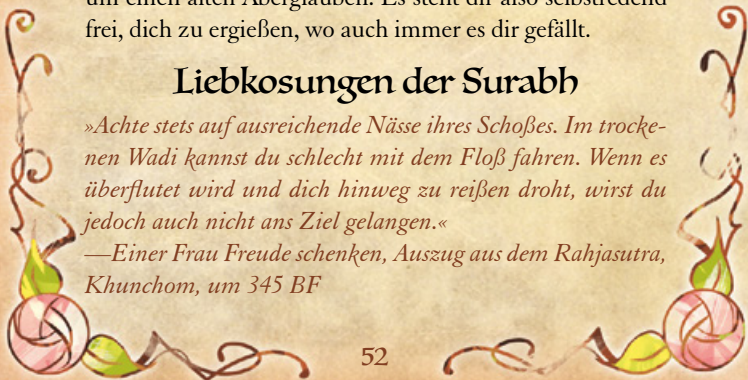 um einen alten Aberglauben. Es steht dir also selbstredend
frei, dich zu ergießen, wo auch immer es dir gefällt.
Liebkosungen der Surabh
»Achte stets auf ausreichende Nässe ihres Schoßes. Im trocke-
nen Wadi kannst du schlecht mit dem Floß fahren. Wenn es
überflutet wird und dich hinweg zu reißen droht, wirst du
jedoch auch nicht ans Ziel gelangen.«
—Einer Frau Freude schenken, Auszug aus dem Rahjasutra,
Khunchom, um 345 BF
52